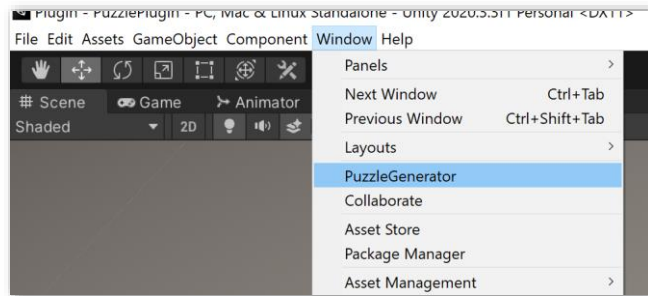 Plugin - PuzzlePlugin - PC, Mac & Linux Standalone - Unity 2020.3.5f1 Personal <DX11>
File Edit Assets GameObject Component Window Help
Panels
Scene Game Animator
Next Window Ctrl+Tab
Shaded 2D
Previous Window Ctrl+Shift+Tab
Layouts
PuzzleGenerator
Collaborate
Asset Store
Package Manager
Asset Management